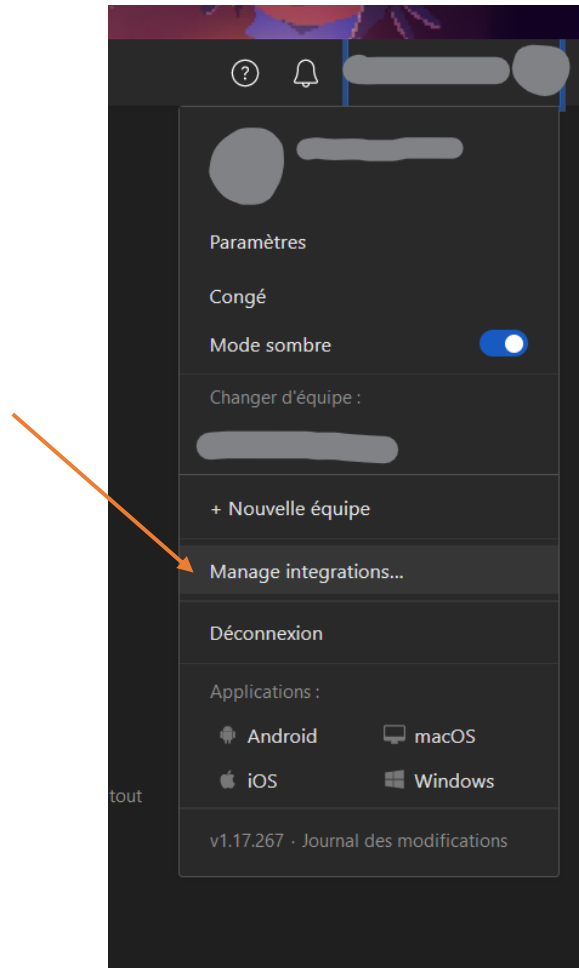 Paramètres
Congé
Mode sombre
Changer d'équipe :
+ Nouvelle équipe
Manage integrations...
Déconnexion
Applications :
Android macOS
iOS Windows
tout
v1.17.267 · Journal des modifications